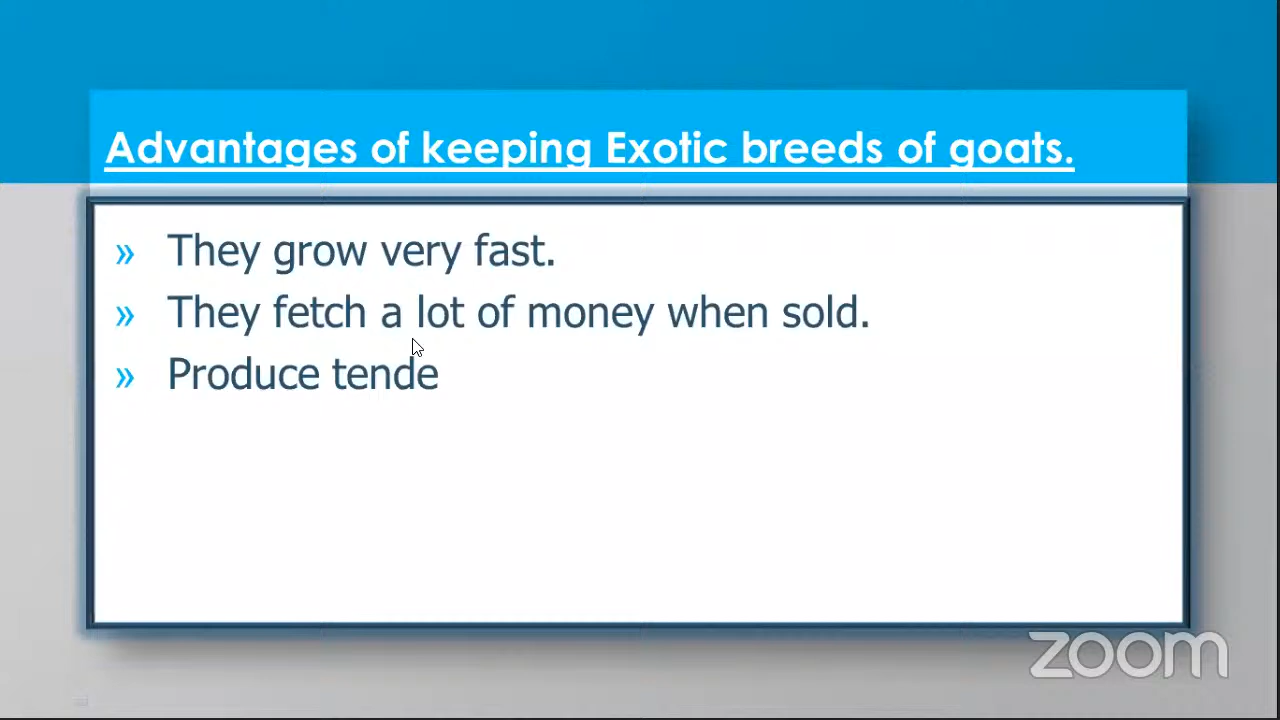 Advantages of keeping Exotic breeds of goats.
» They grow very fast.
» They fetch a lot of money when sold.
» Produce tende
zoom